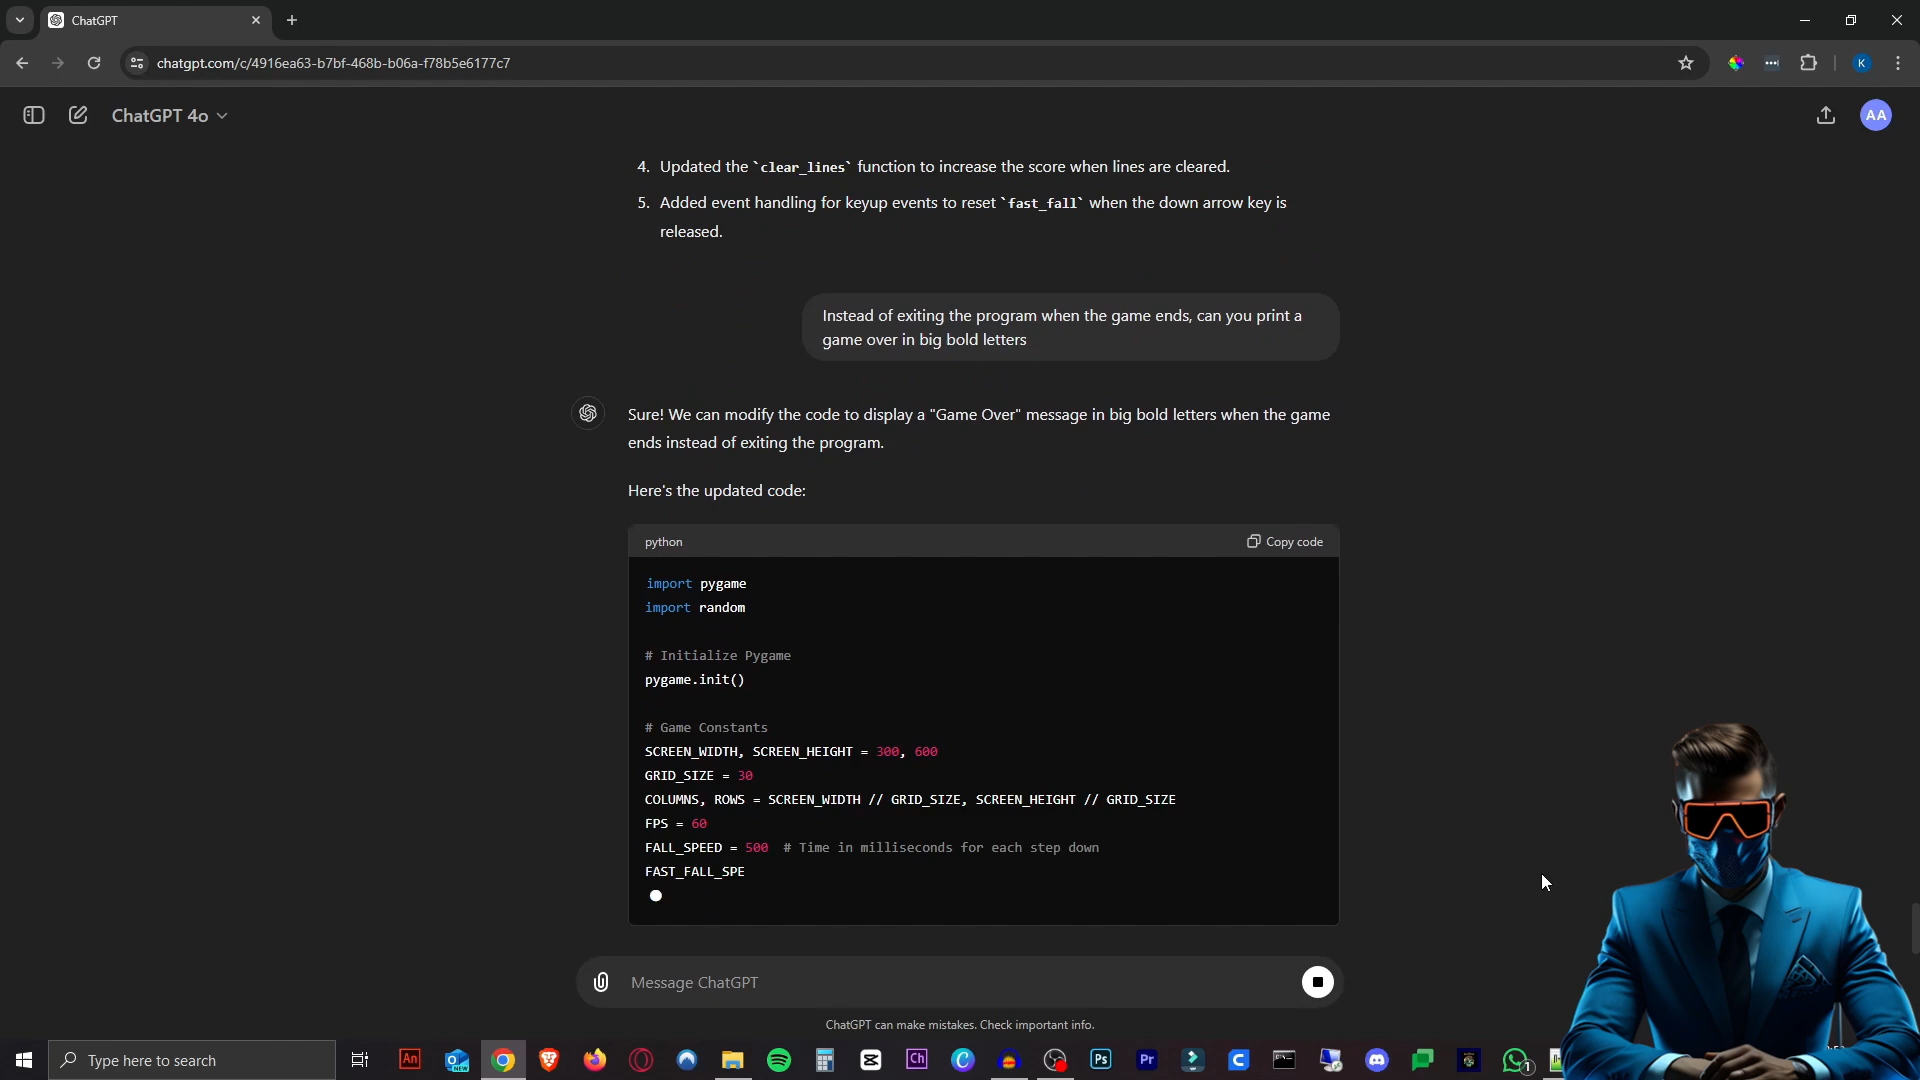 ChatGPT
chatgpt.com/c/4916ea63-b7bf-468b-b06a-f78b5e6177c7
K
ChatGPT 4o
AA
4. Updated the `clear_lines` function to increase the score when lines are cleared.
5. Added event handling for keyup events to reset `fast_fall` when the down arrow key is
released.
Instead of exiting the program when the game ends, can you print a
game over in big bold letters
Sure! We can modify the code to display a "Game Over" message in big bold letters when the game
ends instead of exiting the program.
Here's the updated code:
python
Copy code
import pygame
import random
# Initialize Pygame
pygame.init()
# Game Constants
SCREEN_WIDTH, SCREEN_HEIGHT = 300, 600
GRID_SIZE = 30
COLUMNS, ROWS = SCREEN_WIDTH // GRID_SIZE, SCREEN_HEIGHT // GRID_SIZE
FPS = 60
FALL_SPEED = 500 # Time in milliseconds for each step down
FAST_FALL_SPE
Message ChatGPT
ChatGPT can make mistakes. Check important info.
Type here to search
An
NEW
Ch
Ps
Pr
1